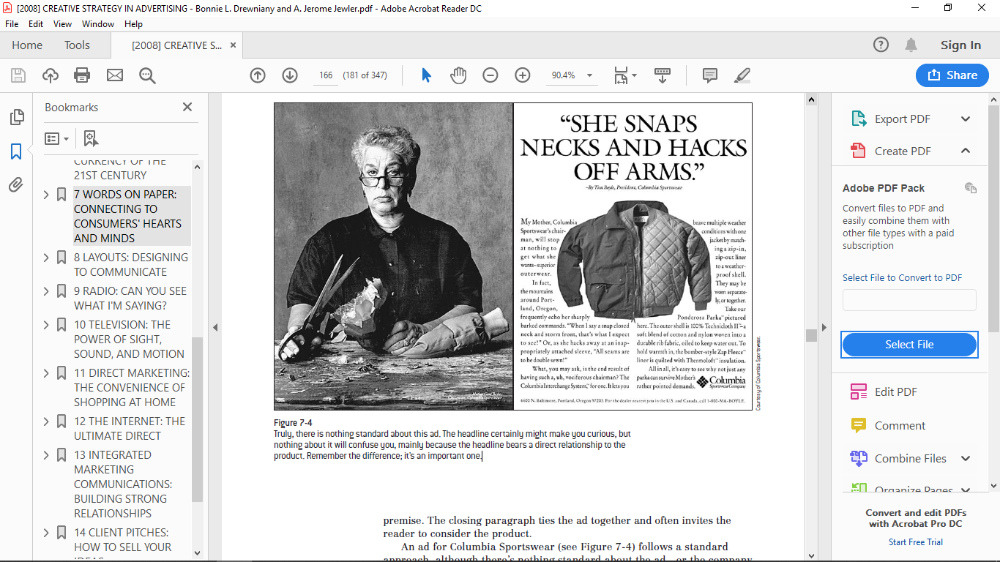 [2008] CREATIVE STRATEGY IN ADVERTISING - Bonnie L. Drewniany and A. Jerome Jewler.pdf - Adobe Acrobat Reader DC
File Edit View Window Help
Home Tools [2008] CREATIVE S... ×
Sign In
166 (181 of 347)
90.4%
Share
Bookmarks
CURRENCY OF THE
21ST CENTURY
7 WORDS ON PAPER:
CONNECTING TO
CONSUMERS' HEARTS
AND MINDS
8 LAYOUTS: DESIGNING
TO COMMUNICATE
9 RADIO: CAN YOU SEE
WHAT I'M SAYING?
10 TELEVISION: THE
POWER OF SIGHT,
SOUND, AND MOTION
11 DIRECT MARKETING:
THE CONVENIENCE OF
SHOPPING AT HOME
12 THE INTERNET: THE
ULTIMATE DIRECT
13 INTEGRATED
MARKETING
COMMUNICATIONS:
BUILDING STRONG
RELATIONSHIPS
14 CLIENT PITCHES:
HOW TO SELL YOUR
IDEAS
“SHE SNAPS
NECKS AND HACKS
OFF ARMS.”
–By Tim Boyle, President, Columbia Sportswear
My Mother, Columbia
Sportswear's chair-
man, will stop
at nothing to
get what she
wants–superior
outerwear.
In fact,
the mountains
around Port-
land, Oregon,
frequently echo her sharply
barked commands. “When I say a snap closed
neck and storm front, that's what I expect
to see!” Or, as she hacks away at an inap-
propriately attached sleeve, “All seams are
to be double sewn!”
What, you may ask, is the end result of
having such a, uh, vociferous chairman? The
Columbia Interchange System,™ for one. It lets you
brave multiple weather
conditions with one
jacket by match-
ing a zip-in,
zip-out liner
to a weather-
proof shell.
They may be
worn separate-
ly, or together.
Take our
Ponderosa Parka™ pictured
here. The outer shell is 100% Technicloth II™–a
soft blend of cotton and nylon woven into a
durable rib fabric, oiled to keep water out. To
hold warmth in, the bomber-style Zap Fleece™
liner is quilted with Thermoloft™ insulation.
All in all, it's easy to see why not just any
parka can survive Mother's
rather pointed demands.
Columbia
Sportswear Company
6600 N. Baltimore, Portland, Oregon 97203. For the dealer nearest you in the U.S. and Canada, call 1-800-MA-BOYLE.
Mother Gert Boyle,
Chairman, Columbia Sportswear
Courtesy of Columbia Sportswear.
Figure 7-4
Truly, there is nothing standard about this ad. The headline certainly might make you curious, but
nothing about it will confuse you, mainly because the headline bears a direct relationship to the
product. Remember the difference; it's an important one.
premise. The closing paragraph ties the ad together and often invites the
reader to consider the product.
An ad for Columbia Sportswear (see Figure 7-4) follows a standard
approach, although there's nothing standard about the ad—or the company
Export PDF
Create PDF
Adobe PDF Pack
Convert files to PDF and
easily combine them with
other file types with a paid
subscription
Select File to Convert to PDF
Select File
Edit PDF
Comment
Combine Files
Organize Pages
Convert and edit PDFs
with Acrobat Pro DC
Start Free Trial